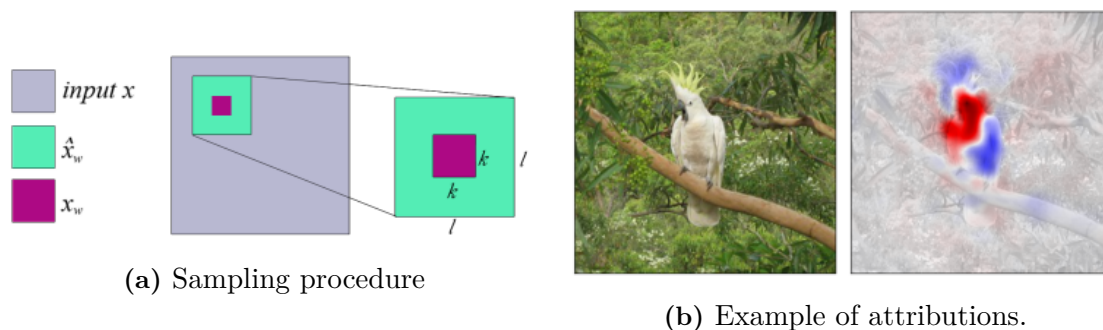 input x
x̂w
xw
k
l
k
l
(a) Sampling procedure
(b) Example of attributions.